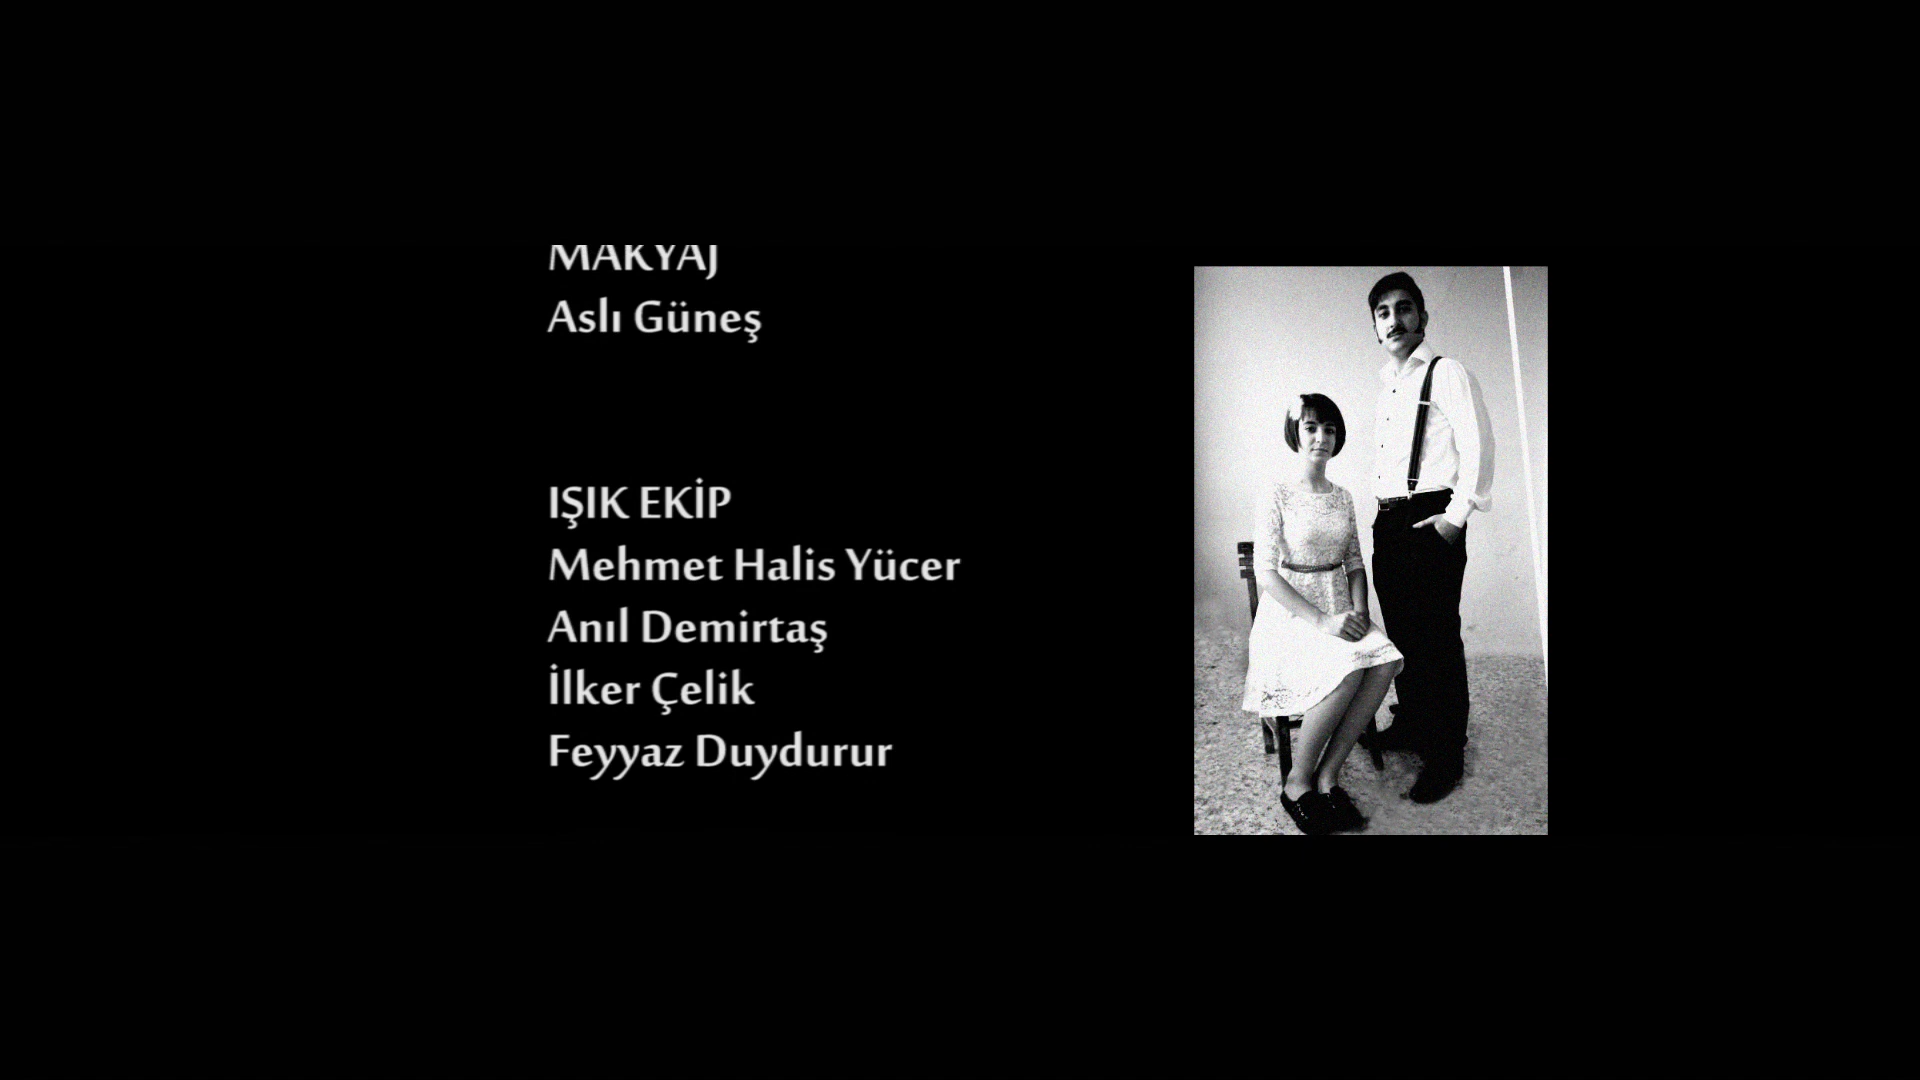 MAKYAJ
Aslı Güneş
IŞIK EKİP
Mehmet Halis Yücer
Anıl Demirtaş
İlker Çelik
Feyyaz Duydurur